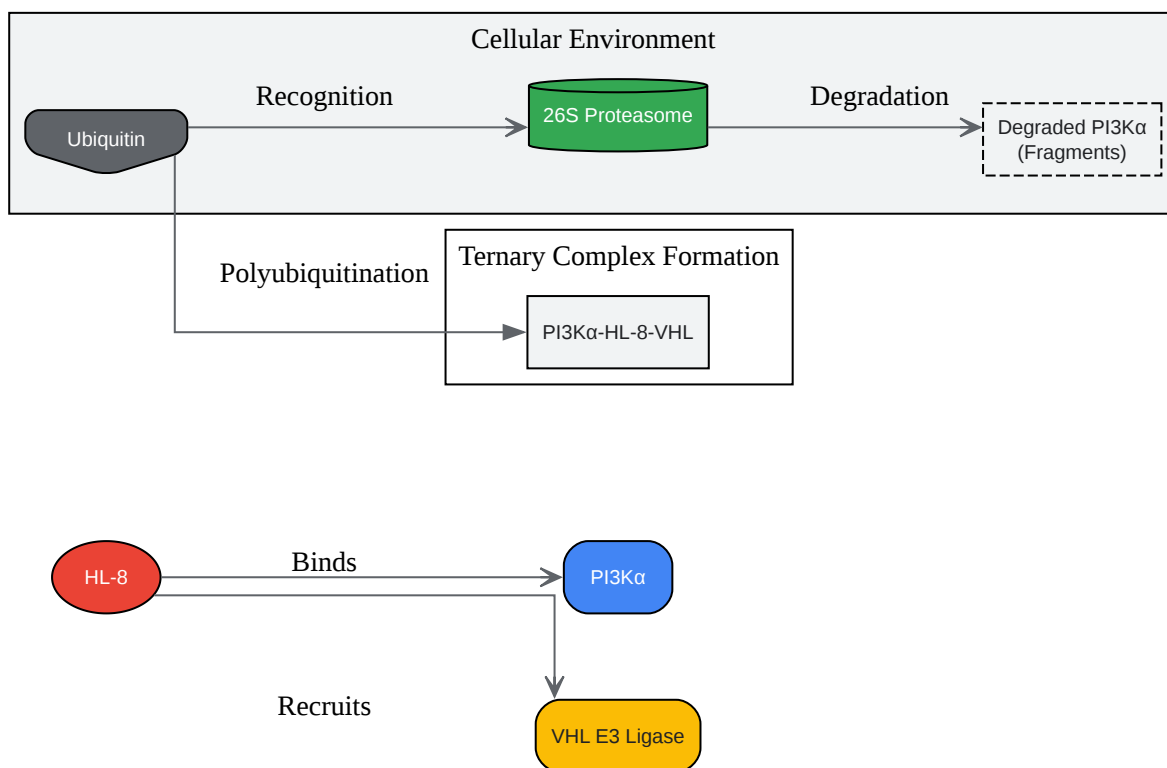 Cellular Environment
Recognition
Degradation
Ubiquitin
26S Proteasome
Degraded PI3Kα
(Fragments)
Polyubiquitination
Ternary Complex Formation
PI3Kα-HL-8-VHL
HL-8
Binds
PI3Kα
Recruits
VHL E3 Ligase